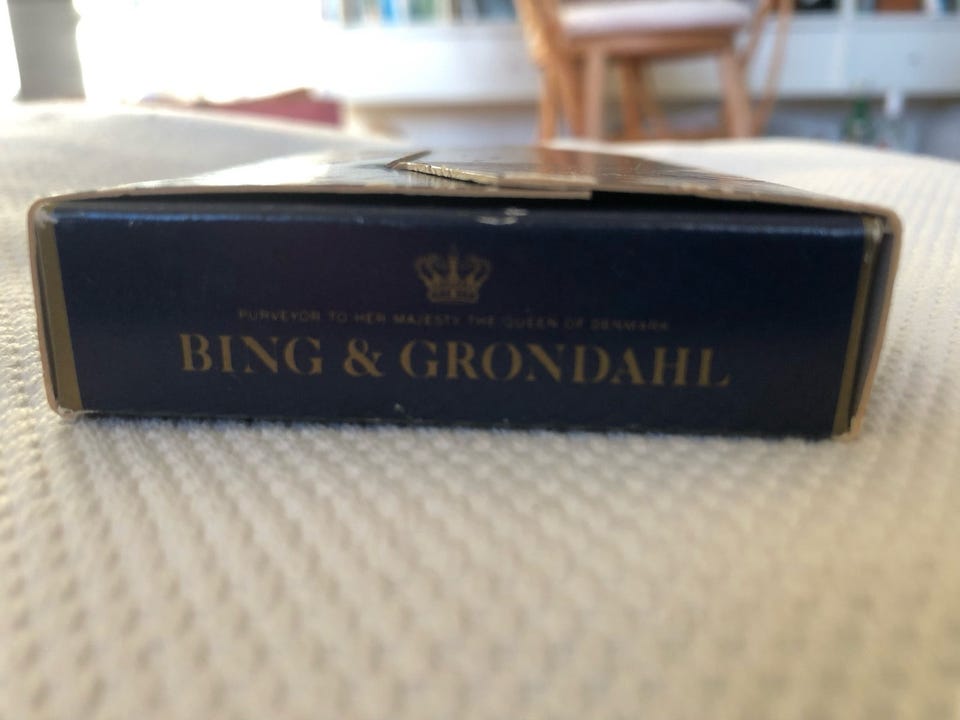 PURVEYOR TO HER MAJESTY THE QUEEN OF DENMARK
BING & GRONDAHL